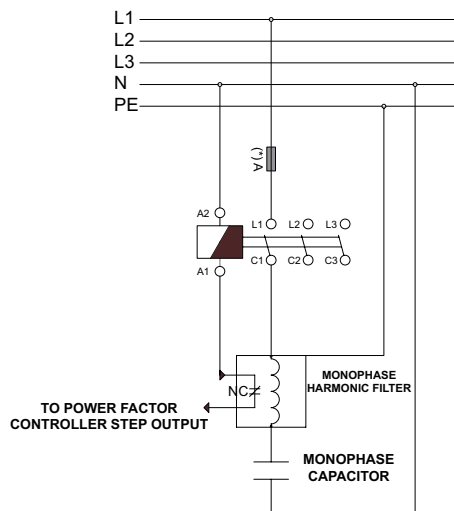 L1
L2
L3
N
PE
(*) A
A2
L1
L2
L3
A1
C1
C2
C3
NC
MONOPHASE
HARMONIC FILTER
TO POWER FACTOR
CONTROLLER STEP OUTPUT
MONOPHASE
CAPACITOR